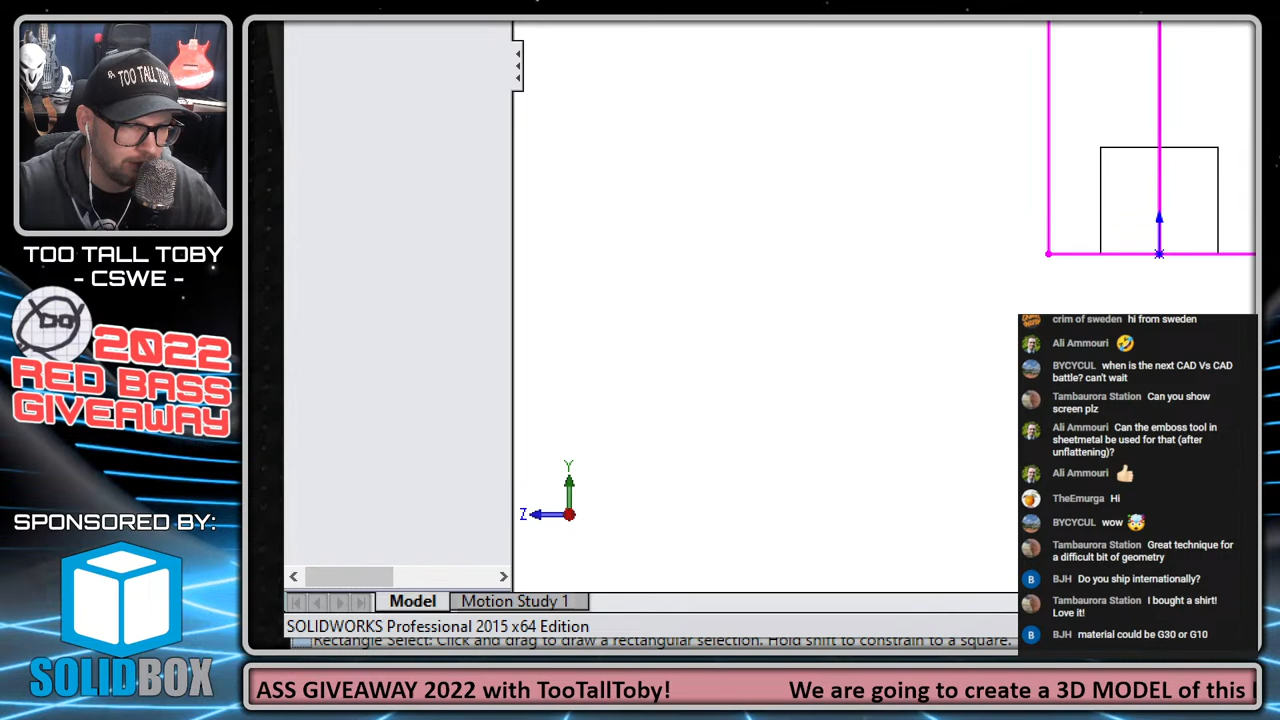 TOO TALL TOBY
TOO TALL TOBY
- CSWE -
2022
RED BASS
GIVEAWAY
SPONSORED BY:
SOLIDBOX
Y
Z
Model
Motion Study 1
SOLIDWORKS Professional 2015 x64 Edition
Rectangle Select: Click and drag to draw a rectangular selection. Hold shift to constrain to a square.
crim of sweden hi from sweden
Ali Ammouri
BYCYCUL when is the next CAD Vs CAD
battle? can't wait
Tambaurora Station Can you show
screen plz
Ali Ammouri Can the emboss tool in
sheetmetal be used for that (after
unflattening)?
Ali Ammouri
TheEmurga Hi
BYCYCUL wow
Tambaurora Station Great technique for
a difficult bit of geometry
B BJH Do you ship internationally?
Tambaurora Station I bought a shirt!
Love it!
B BJH material could be G30 or G10
ASS GIVEAWAY 2022 with TooTallToby! We are going to create a 3D MODEL of this